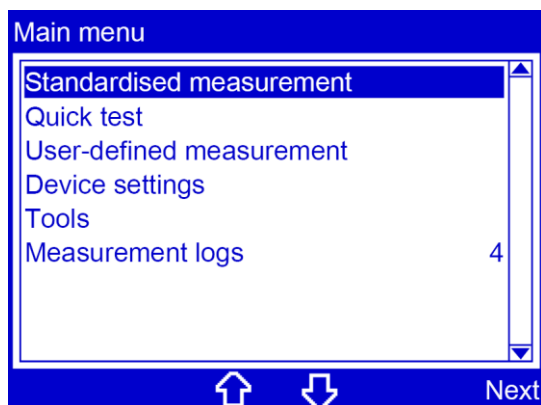 Main menu
Standardised measurement
Quick test
User-defined measurement
Device settings
Tools
Measurement logs 4
Next